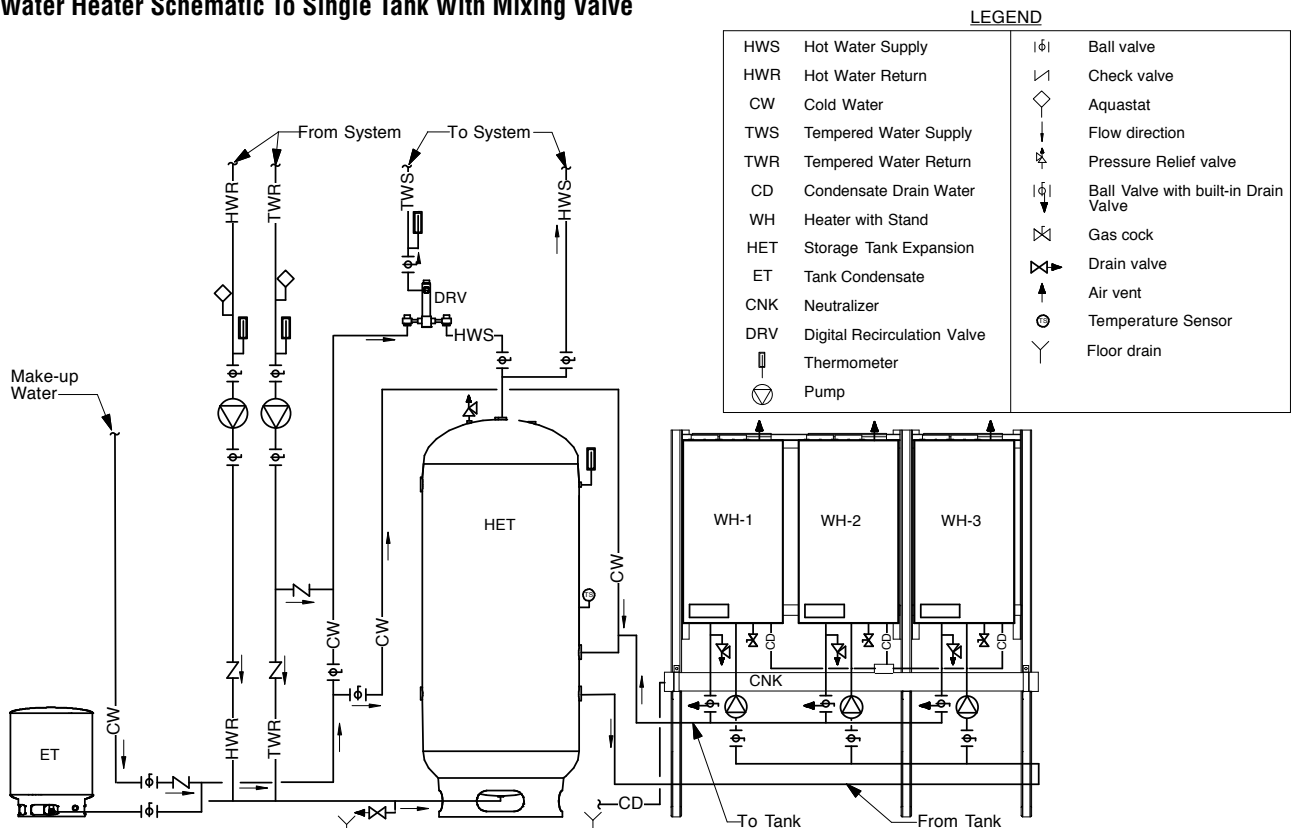 Water Heater Schematic To Single Tank With Mixing Valve
LEGEND
HWS Hot Water Supply
HWR Hot Water Return
CW Cold Water
TWS Tempered Water Supply
TWR Tempered Water Return
CD Condensate Drain Water
WH Heater with Stand
HET Storage Tank Expansion
ET Tank Condensate
CNK Neutralizer
DRV Digital Recirculation Valve
Thermometer
Pump
Ball valve
Check valve
Aquastat
Flow direction
Pressure Relief valve
Ball Valve with built-in Drain
Valve
Gas cock
Drain valve
Air vent
TS Temperature Sensor
Floor drain
From System
To System
HWR
TWR
TWS
HWS
DRV
HWS
Make-up
Water
HET
WH-1
WH-2
WH-3
TS
CW
CW
CW
CD
CD
CNK
CW
HWR
TWR
ET
CD
To Tank
From Tank